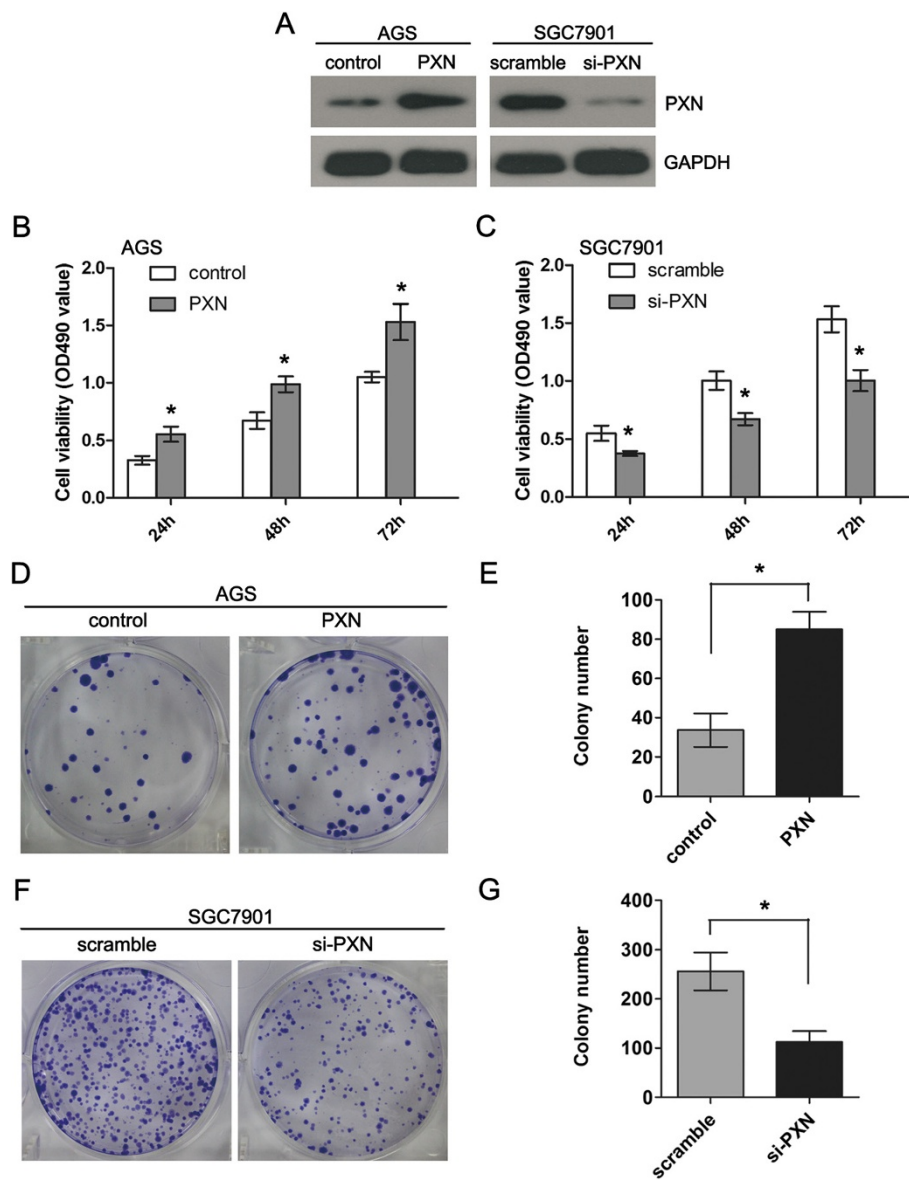 A
AGS SGC7901
control PXN scramble si-PXN
PXN
GAPDH
B
AGS
control
PXN
Cell viability (OD490 value)
2.0
1.5
1.0
0.5
0.0
* * *
24h 48h 72h
C
SGC7901
scramble
si-PXN
Cell viability (OD490 value)
2.0
1.5
1.0
0.5
0.0
* * *
24h 48h 72h
D
AGS
control PXN
E
Colony number
100
80
60
40
20
0
*
control PXN
F
SGC7901
scramble si-PXN
G
Colony number
400
300
200
100
0
*
scramble si-PXN